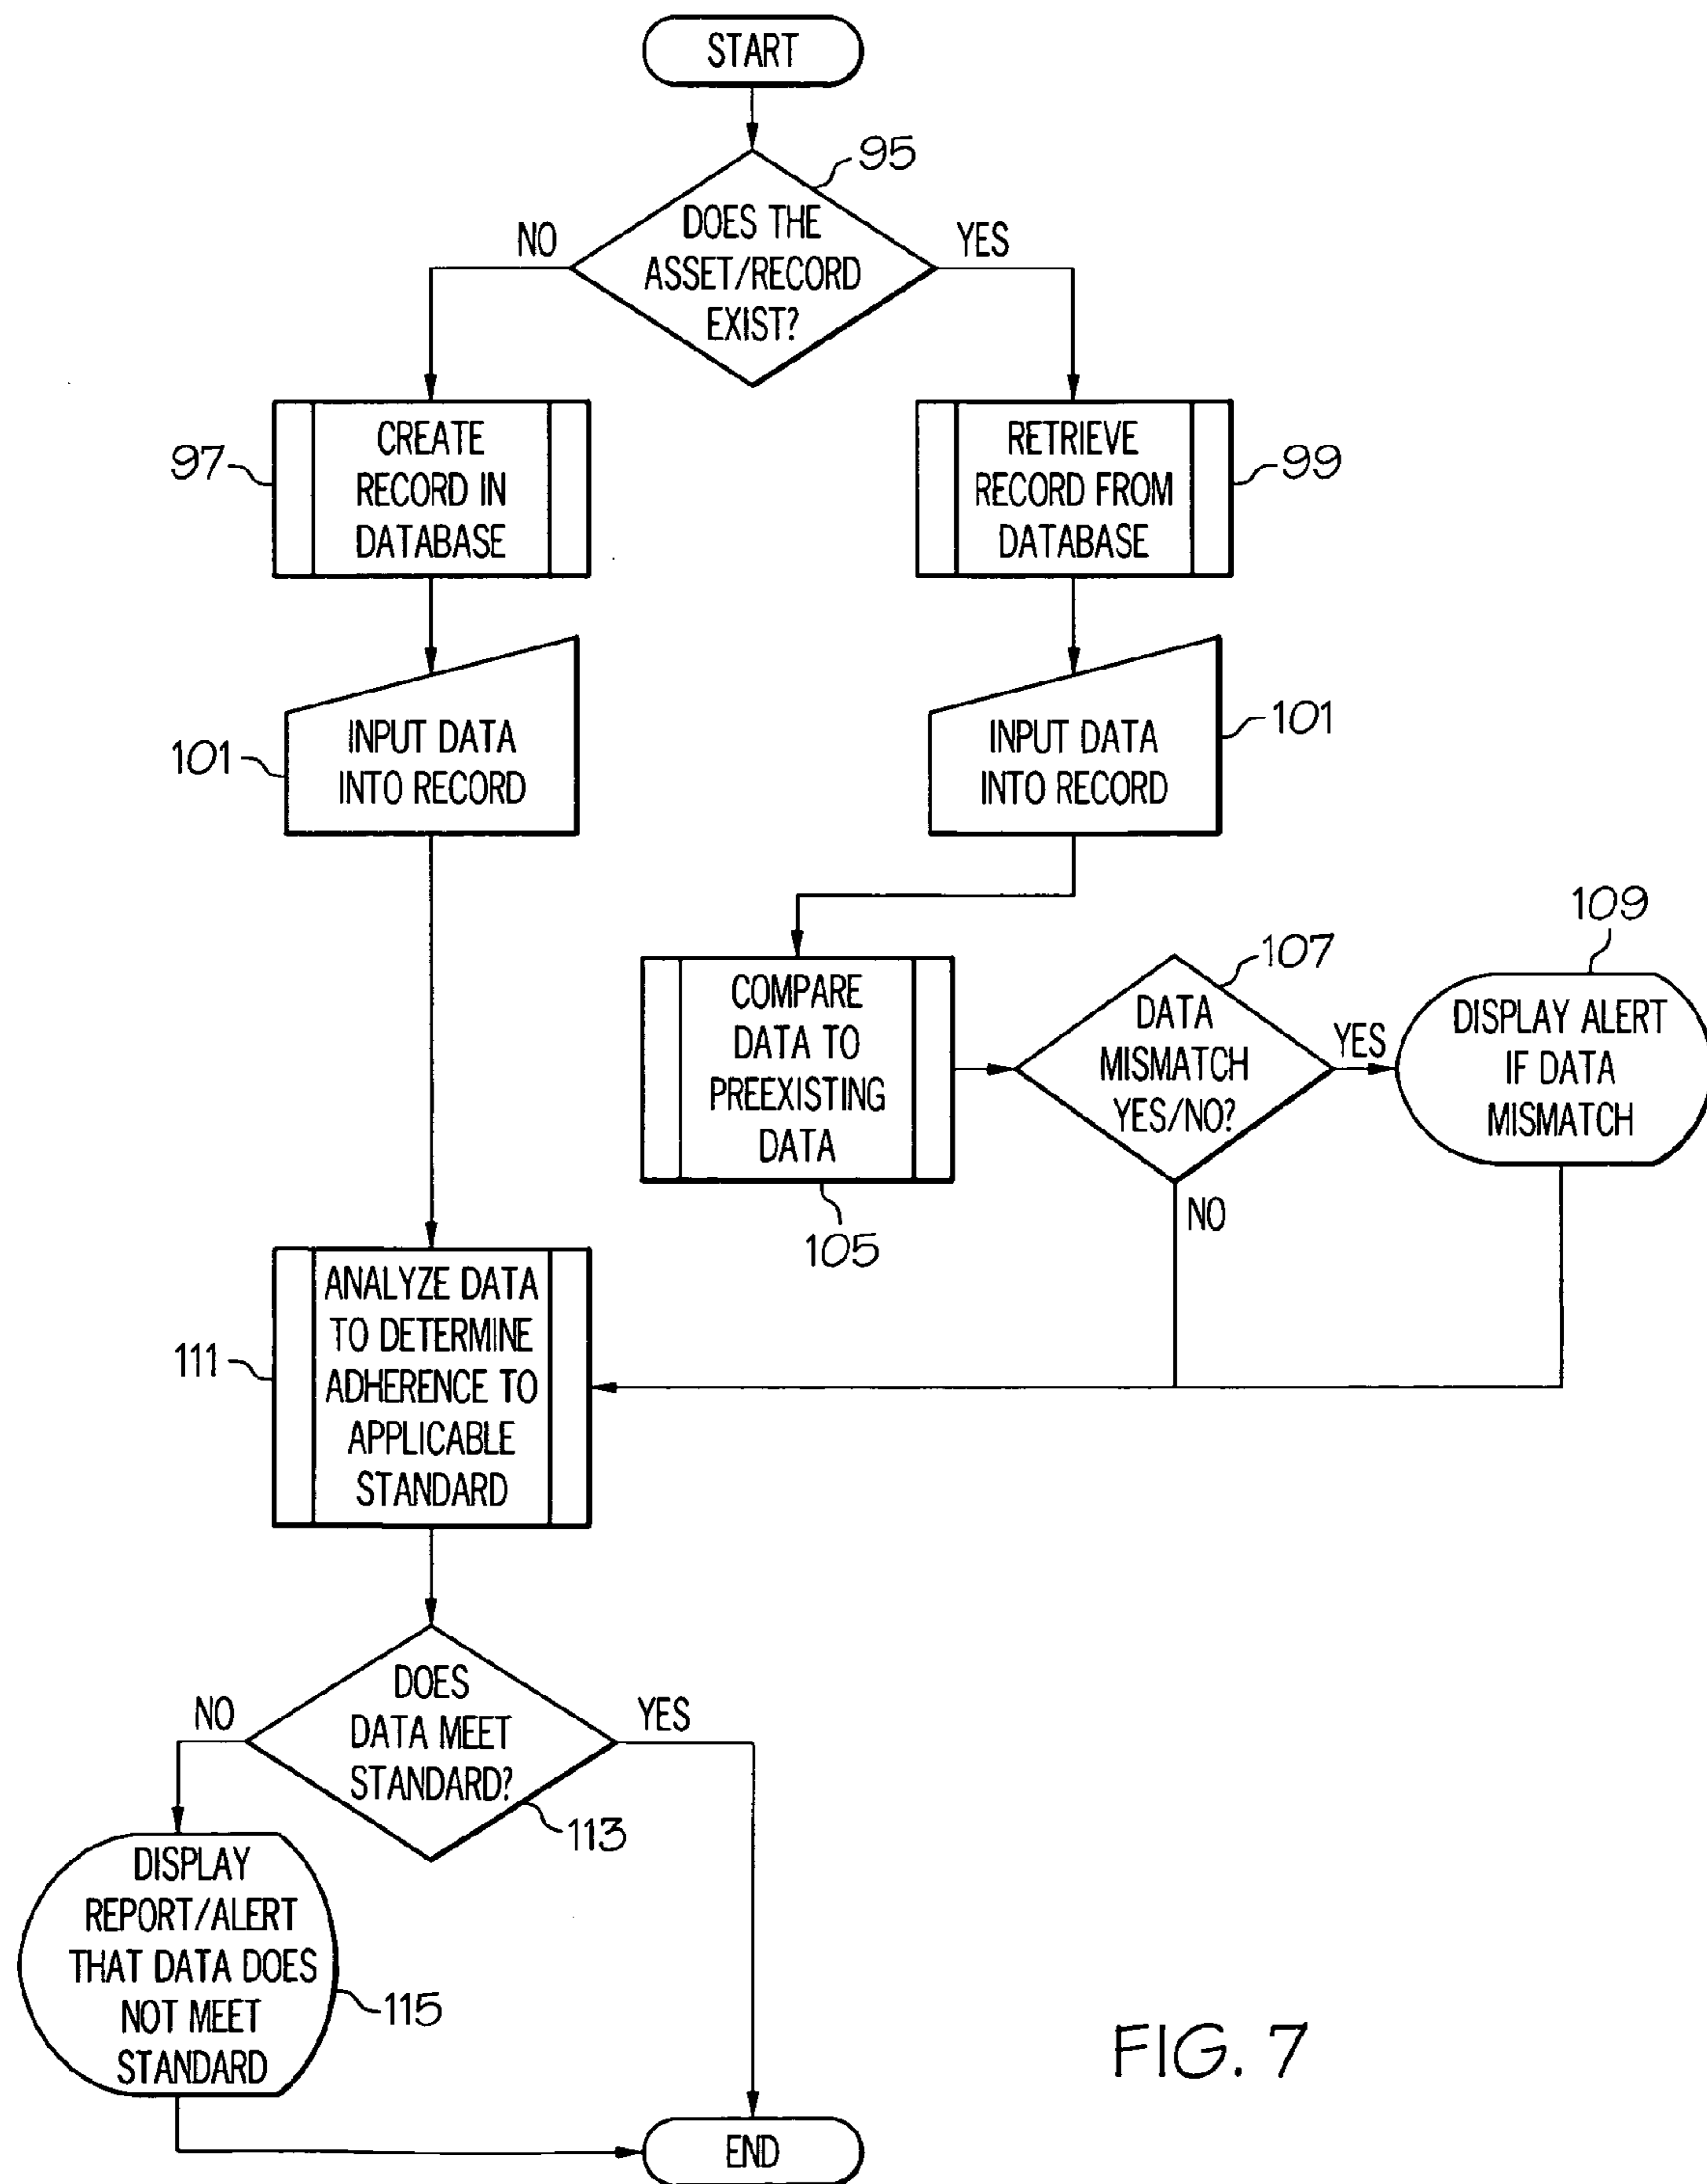 START
95
DOES THE
ASSET/RECORD
EXIST?
NO
YES
CREATE
RECORD IN
DATABASE
97
RETRIEVE
RECORD FROM
DATABASE
99
INPUT DATA
INTO RECORD
101
INPUT DATA
INTO RECORD
101
COMPARE
DATA TO
PREEXISTING
DATA
105
107
DATA
MISMATCH
YES/NO?
YES
NO
109
DISPLAY ALERT
IF DATA
MISMATCH
ANALYZE DATA
TO DETERMINE
ADHERENCE TO
APPLICABLE
STANDARD
111
DOES
DATA MEET
STANDARD?
113
NO
YES
DISPLAY
REPORT/ALERT
THAT DATA DOES
NOT MEET
STANDARD
115
END
FIG. 7